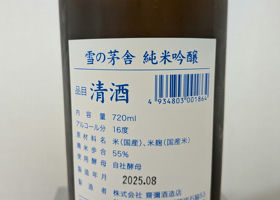 雪の茅舎 純米吟醸
品目 清酒
4 934803 001864
内容量 720ml
アルコール分 16度
原材料名 米(国産)、米麹(国産米)
精米歩合 55%
使用酵母 自社酵母
製造年月 2025.08
製造者 株式会社 齋彌酒造店